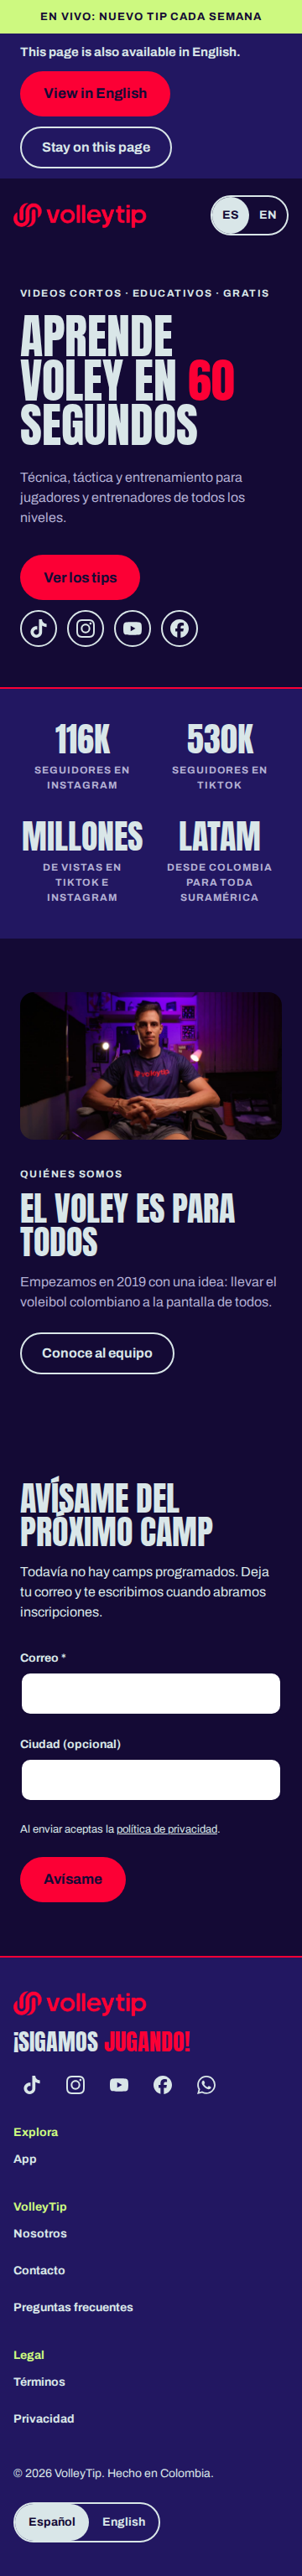 EN VIVO: NUEVO TIP CADA SEMANA
This page is also available in English.
View in English
Stay on this page
volleytip
ES EN
VIDEOS CORTOS · EDUCATIVOS · GRATIS
APRENDE
VOLEY EN 60
SEGUNDOS
Técnica, táctica y entrenamiento para
jugadores y entrenadores de todos los
niveles.
Ver los tips
116K
SEGUIDORES EN
INSTAGRAM
530K
SEGUIDORES EN
TIKTOK
MILLONES
DE VISTAS EN
TIKTOK E
INSTAGRAM
LATAM
DESDE COLOMBIA
PARA TODA
SURAMÉRICA
volleytip
QUIÉNES SOMOS
EL VOLEY ES PARA
TODOS
Empezamos en 2019 con una idea: llevar el
voleibol colombiano a la pantalla de todos.
Conoce al equipo
AVÍSAME DEL
PRÓXIMO CAMP
Todavía no hay camps programados. Deja
tu correo y te escribimos cuando abramos
inscripciones.
Correo *
Ciudad (opcional)
Al enviar aceptas la política de privacidad.
Avísame
volleytip
¡SIGAMOS JUGANDO!
Explora
App
VolleyTip
Nosotros
Contacto
Preguntas frecuentes
Legal
Términos
Privacidad
© 2026 VolleyTip. Hecho en Colombia.
Español English